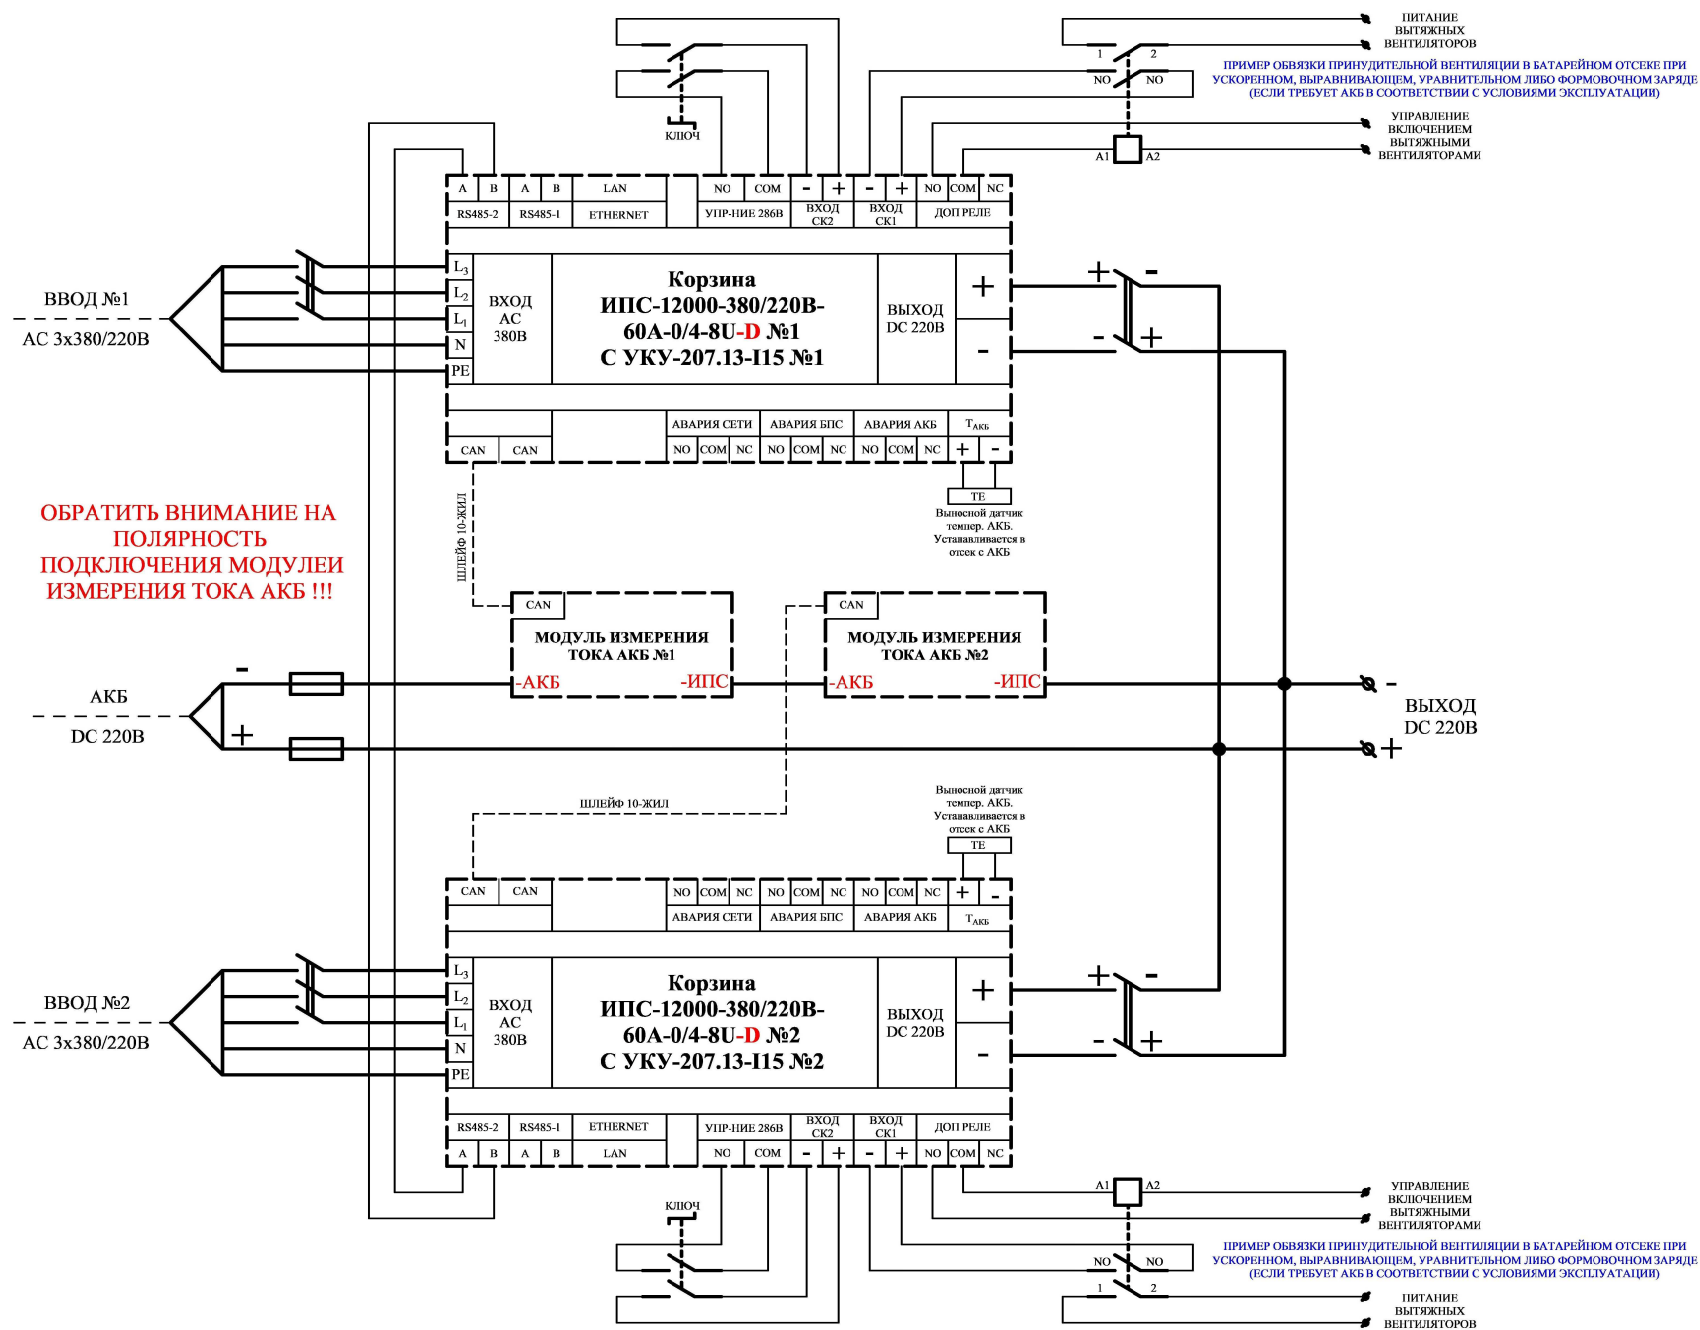 ПИТАНИЕ
ВЫТЯЖНЫХ
ВЕНТИЛЯТОРОВ
1 2
ПРИМЕР ОБВЯЗКИ ПРИНУДИТЕЛЬНОЙ ВЕНТИЛЯЦИИ В БАТАРЕЙНОМ ОТСЕКЕ ПРИ
УСКОРЕННОМ, ВЫРАВНИВАЮЩЕМ, УРАВНИТЕЛЬНОМ ЛИБО ФОРМОВОЧНОМ ЗАРЯДЕ
(ЕСЛИ ТРЕБУЕТ АКБ В СООТВЕТСТВИИ С УСЛОВИЯМИ ЭКСПЛУАТАЦИИ)
NO NO
КЛЮЧ
УПРАВЛЕНИЕ
ВКЛЮЧЕНИЕМ
ВЫТЯЖНЫМИ
ВЕНТИЛЯТОРАМИ
A1 A2
A B A B LAN NO COM - + - + NO COM NC
RS485-2 RS485-1 ETHERNET УПР-НИЕ 286В ВХОД СК2 ВХОД СК1 ДОП РЕЛЕ
ВВОД №1
АС 3х380/220В
L3
L2
L1
N
PE
ВХОД
АС
380В
Корзина
ИПС-12000-380/220В-
60А-0/4-8U-D №1
С УКУ-207.13-I15 №1
ВЫХОД
DC 220В
+
-
+ -
- +
АВАРИЯ СЕТИ АВАРИЯ БПС АВАРИЯ АКБ ТАКБ
CAN CAN NO COM NC NO COM NC NO COM NC + -
TE
Выносной датчик
темпер. АКБ.
Устанавливается в
отсек с АКБ
ШЛЕЙФ 10-ЖИЛ
ОБРАТИТЬ ВНИМАНИЕ НА
ПОЛЯРНОСТЬ
ПОДКЛЮЧЕНИЯ МОДУЛЕЙ
ИЗМЕРЕНИЯ ТОКА АКБ !!!
CAN
МОДУЛЬ ИЗМЕРЕНИЯ
ТОКА АКБ №1
-АКБ -ИПС
CAN
МОДУЛЬ ИЗМЕРЕНИЯ
ТОКА АКБ №2
-АКБ -ИПС
АКБ
DC 220В
-
+
-
ВЫХОД
DC 220В
+
ШЛЕЙФ 10-ЖИЛ
Выносной датчик
темпер. АКБ.
Устанавливается в
отсек с АКБ
TE
CAN CAN NO COM NC NO COM NC NO COM NC + -
АВАРИЯ СЕТИ АВАРИЯ БПС АВАРИЯ АКБ ТАКБ
ВВОД №2
АС 3х380/220В
L3
L2
L1
N
PE
ВХОД
АС
380В
Корзина
ИПС-12000-380/220В-
60А-0/4-8U-D №2
С УКУ-207.13-I15 №2
ВЫХОД
DC 220В
+
-
+ -
- +
RS485-2 RS485-1 ETHERNET УПР-НИЕ 286В ВХОД СК2 ВХОД СК1 ДОП РЕЛЕ
A B A B LAN NO COM - + - + NO COM NC
A1 A2
УПРАВЛЕНИЕ
ВКЛЮЧЕНИЕМ
ВЫТЯЖНЫМИ
ВЕНТИЛЯТОРАМИ
КЛЮЧ
NO NO
ПРИМЕР ОБВЯЗКИ ПРИНУДИТЕЛЬНОЙ ВЕНТИЛЯЦИИ В БАТАРЕЙНОМ ОТСЕКЕ ПРИ
УСКОРЕННОМ, ВЫРАВНИВАЮЩЕМ, УРАВНИТЕЛЬНОМ ЛИБО ФОРМОВОЧНОМ ЗАРЯДЕ
(ЕСЛИ ТРЕБУЕТ АКБ В СООТВЕТСТВИИ С УСЛОВИЯМИ ЭКСПЛУАТАЦИИ)
1 2
ПИТАНИЕ
ВЫТЯЖНЫХ
ВЕНТИЛЯТОРОВ